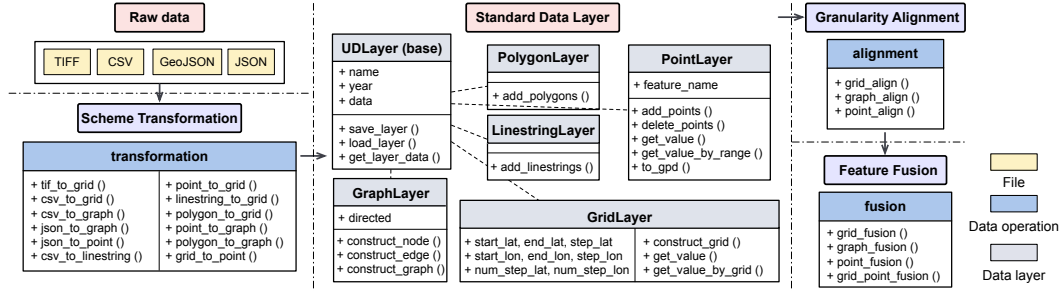 Raw data
TIFF
CSV
GeoJSON
JSON
Scheme Transformation
transformation
+ tif_to_grid ()
+ csv_to_grid ()
+ csv_to_graph ()
+ json_to_graph ()
+ json_to_point ()
+ csv_to_linestring ()
+ point_to_grid ()
+ linestring_to_grid ()
+ polygon_to_grid ()
+ point_to_graph ()
+ polygon_to_graph ()
+ grid_to_point ()
Standard Data Layer
UDLayer (base)
+ name
+ year
+ data
+ save_layer ()
+ load_layer ()
+ get_layer_data ()
PolygonLayer
+ add_polygons ()
LinestringLayer
+ add_linestrings ()
PointLayer
+ feature_name
+ add_points ()
+ delete_points ()
+ get_value ()
+ get_value_by_range ()
+ to_gpd ()
GraphLayer
+ directed
+ construct_node ()
+ construct_edge ()
+ construct_graph ()
GridLayer
+ start_lat, end_lat, step_lat
+ start_lon, end_lon, step_lon
+ num_step_lat, num_step_lon
+ construct_grid ()
+ get_value ()
+ get_value_by_grid ()
Granularity Alignment
alignment
+ grid_align ()
+ graph_align ()
+ point_align ()
Feature Fusion
fusion
+ grid_fusion ()
+ graph_fusion ()
+ point_fusion ()
+ grid_point_fusion ()
File
Data operation
Data layer